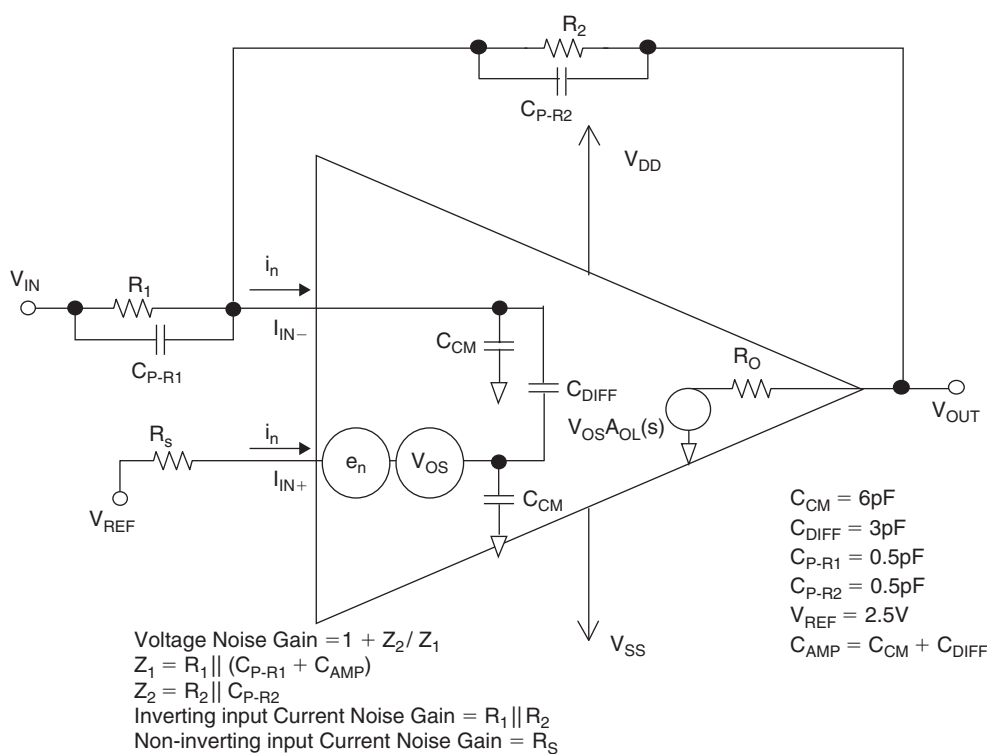 R2
CP-R2
VDD
VIN
R1
in
IIN−
CP-R1
CCM
CDIFF
RO
VOSAOL(s)
VOUT
Rs
in
IIN+
en
VOS
CCM
VREF
VSS
CCM = 6pF
CDIFF = 3pF
CP-R1 = 0.5pF
CP-R2 = 0.5pF
VREF = 2.5V
CAMP = CCM + CDIFF
Voltage Noise Gain =1 + Z2/ Z1
Z1 = R1|| (CP-R1 + CAMP)
Z2 = R2|| CP-R2
Inverting input Current Noise Gain = R1||R2
Non-inverting input Current Noise Gain = RS